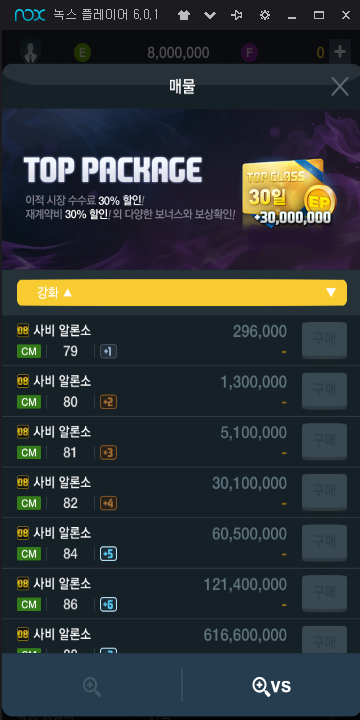 nox 녹스 플레이어 6.0.1
E 8,000,000 F 0 +
매물
TOP PACKAGE
이적 시장 수수료 30% 할인!
재계약비 30% 할인! 외 다양한 보너스와 보상확인!
TOP CLASS
30일
EP
+30,000,000
강화 ▲ ▼
08 사비 알론소 296,000 구매
CM 79 +1 -
08 사비 알론소 1,300,000 구매
CM 80 +2 -
08 사비 알론소 5,100,000 구매
CM 81 +3 -
08 사비 알론소 30,100,000 구매
CM 82 +4 -
08 사비 알론소 60,500,000 구매
CM 84 +5 -
08 사비 알론소 121,400,000 구매
CM 86 +6 -
08 사비 알론소 616,600,000 구매
VS